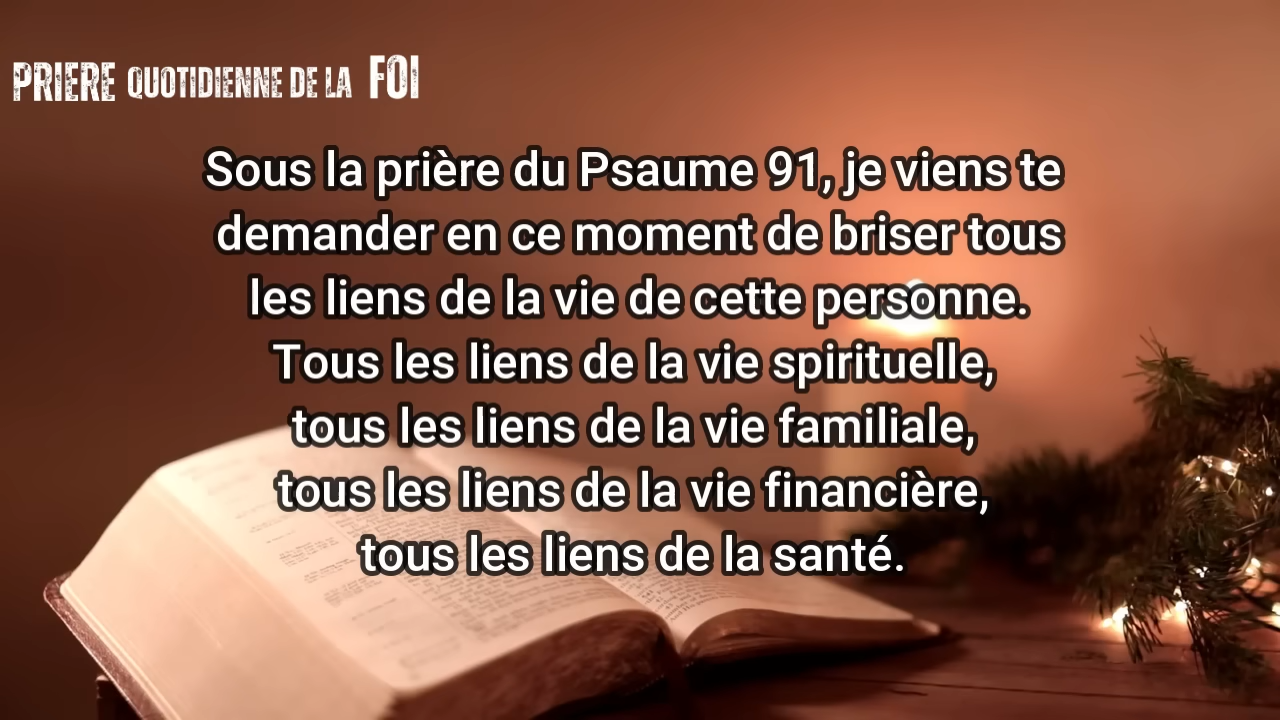 PRIERE QUOTIDIENNE DE LA FOI
Sous la prière du Psaume 91, je viens te
demander en ce moment de briser tous
les liens de la vie de cette personne.
Tous les liens de la vie spirituelle,
tous les liens de la vie familiale,
tous les liens de la vie financière,
tous les liens de la santé.